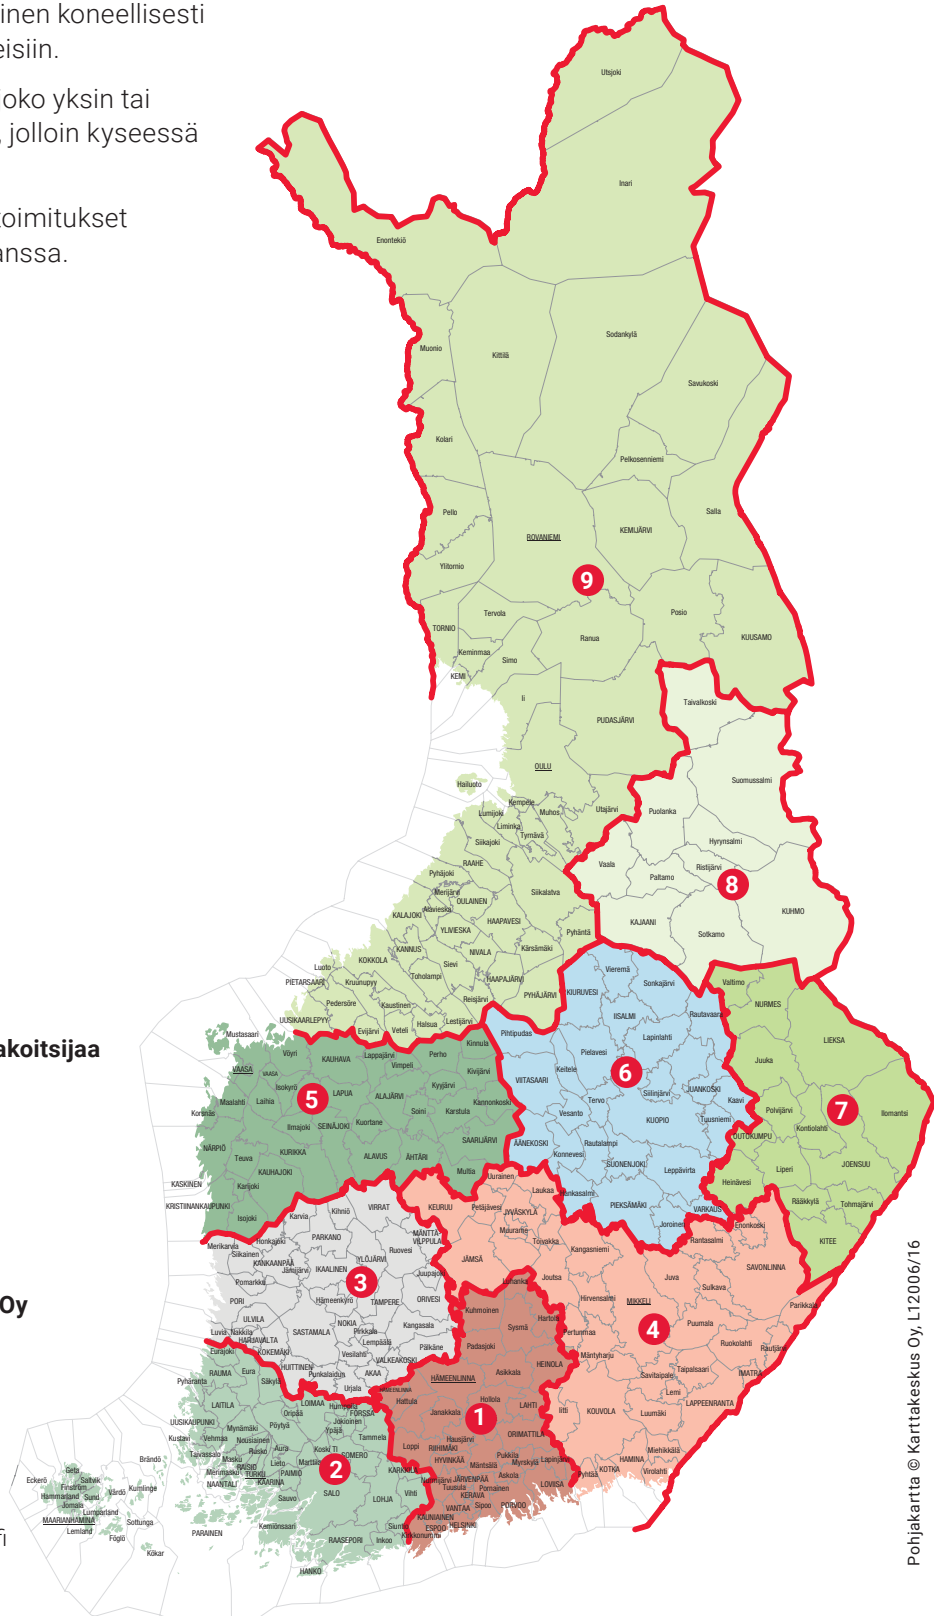 inen koneellisesti
eisiin.
joko yksin tai
, jolloin kyseessä
toimitukset
anssa.
akoitsijaa
Oy
fi
Utsjoki
Inari
Enontekiö
Muonio
Kittilä
Sodankylä
Savukoski
Kolari
Pelkosenniemi
Pello
ROVANIEMI
KEMIJÄRVI
Salla
Ylitornio
9
Tervola
Posio
TORNIO
Ranua
KUUSAMO
Keminmaa
Simo
KEMI
Ii
Taivalkoski
PUDASJÄRVI
OULU
Suomussalmi
Hailuoto
Kempele
Lumijoki
Muhos
Utajärvi
Puolanka
Liminka
Tyrnävä
Siikajoki
Hyrynsalmi
RAAHE
Vaala
Ristijärvi
Pyhäjoki
Paltamo
8
Merijärvi
Siikalatva
OULAINEN
Alavieska
KUHMO
KALAJOKI
HAAPAVESI
KAJAANI
YLIVIESKA
Pyhäntä
Sotkamo
KANNUS
NIVALA
Kärsämäki
KOKKOLA
Sievi
Luoto
Toholampi
HAAPAJÄRVI
PIETARSAARI
Kruunupyy
PYHÄJÄRVI
KIURUVESI
Vieremä
Sonkajärvi
Valtimo
Pedersöre
Kaustinen
Reisjärvi
NURMES
UUSIKAARLEPYY
Evijärvi
Veteli
Halsua
Lestijärvi
IISALMI
Rautavaara
Mustasaari
Pihtipudas
Lapinlahti
LIEKSA
Vöyri
KAUHAVA
Lappajärvi
Perho
Kinnula
Pielavesi
Juuka
VAASA
VAASA
Vimpeli
Kivijärvi
Keitele
6
Isokyrö
VIITASAARI
Kyyjärvi
Siilinjärvi
JUANKOSKI
Maalahti
Laihia
5
LAPUA
ALAJÄRVI
Kannonkoski
Tervo
Kaavi
Polvijärvi
7
Ilomantsi
Korsnäs
Soini
Karstula
Vesanto
KUOPIO
Tuusniemi
Kontiolahti
Ilmajoki
SEINÄJOKI
Kuortane
NÄRPIÖ
KURIKKA
SAARIJÄRVI
ÄÄNEKOSKI
Rautalampi
OUTOKUMPU
Teuva
ALAVUS
ÄHTÄRI
Konnevesi
SUONENJOKI
JOENSUU
KAUHAJOKI
Multia
Leppävirta
Liperi
KASKINEN
Karijoki
Uurainen
Heinävesi
KRISTIINANKAUPUNKI
Laukaa
Hankasalmi
Rääkkylä
Tohmajärvi
Isojoki
Kihniö
VIRRAT
KEURUU
Petäjävesi
JYVÄSKYLÄ
PIEKSÄMÄKI
VARKAUS
Karvia
Muurame
Joroinen
Enonkoski
Merikarvia
Honkajoki
PARKANO
MÄNTTÄ-
VILPPULA
Toivakka
Rantasalmi
KITEE
Siikainen
Ruovesi
Kangasniemi
KANKAANPÄÄ
YLÖJÄRVI
JÄMSÄ
SAVONLINNA
Jämijärvi
IKAALINEN
Juupajoki
Luhanka
Joutsa
Juva
Pomarkku
3
Sulkava
PORI
Hämeenkyrö
TAMPERE
ORIVESI
Kuhmoinen
Hirvensalmi
MIKKELI
Parikkala
ULVILA
NOKIA
Kangasala
Sysmä
Hartola
Puumala
Luvia
Nakkila
SASTAMALA
Pirkkala
Pertunmaa
4
HARJAVALTA
Lempäälä
Padasjoki
Ruokolahti
Rautjärvi
Eurajoki
KOKEMÄKI
Vesilahti
Pälkäne
Mäntyharju
Eura
HUITTINEN
VALKEAKOSKI
HEINOLA
Taipalsaari
RAUMA
Punkalaidun
AKAA
HÄMEENLINNA
Asikkala
Savitaipale
IMATRA
Pyhäranta
Säkylä
Urjala
HÄMEENLINNA
Lemi
LAITILA
LOIMAA
Humppila
Hattula
Hollola
LAPPEENRANTA
Oripää
FORSSA
Janakkala
LAHTI
Iitti
KOUVOLA
Luumäki
UUSIKAUPUNKI
Mynämäki
Pöytyä
Jokioinen
1
Kustavi
Vehmaa
Ypäjä
Tammela
Hausjärvi
ORIMATTILA
Nousiainen
Aura
Koski Tl
Loppi
RIIHIMÄKI
Taivassalo
Rusko
SOMERO
HYVINKÄÄ
Pukkila
Miehikkälä
Masku
Lieto
Marttila
Mäntsälä
Myrskylä
Lapinjärvi
HAMINA
Brändö
Merimasku
RAISIO
TURKU
PAIMIO
2
KARKKILA
Askola
KOTKA
Virolahti
NAANTALI
KAARINA
Nurmijärvi
JÄRVENPÄÄ
Pyhtää
Geta
Saltvik
SALO
Vihti
Tuusula
Pornainen
LOVIISA
Eckerö
Finström
Kumlinge
Sauvo
LOHJA
KERAVA
Hammarland
Sund
Vårdö
VANTAA
Sipoo
PORVOO
Jomala
Lumparland
KAUNIAINEN
MAARIANHAMINA
Sottunga
Kemiönsaari
Siuntio
ESPOO
HELSINKI
Lemland
PARAINEN
Kirkkonummi
Föglö
RAASEPORI
Inkoo
Kökar
HANKO
Pohjakartta © Karttakeskus Oy, L12006/16